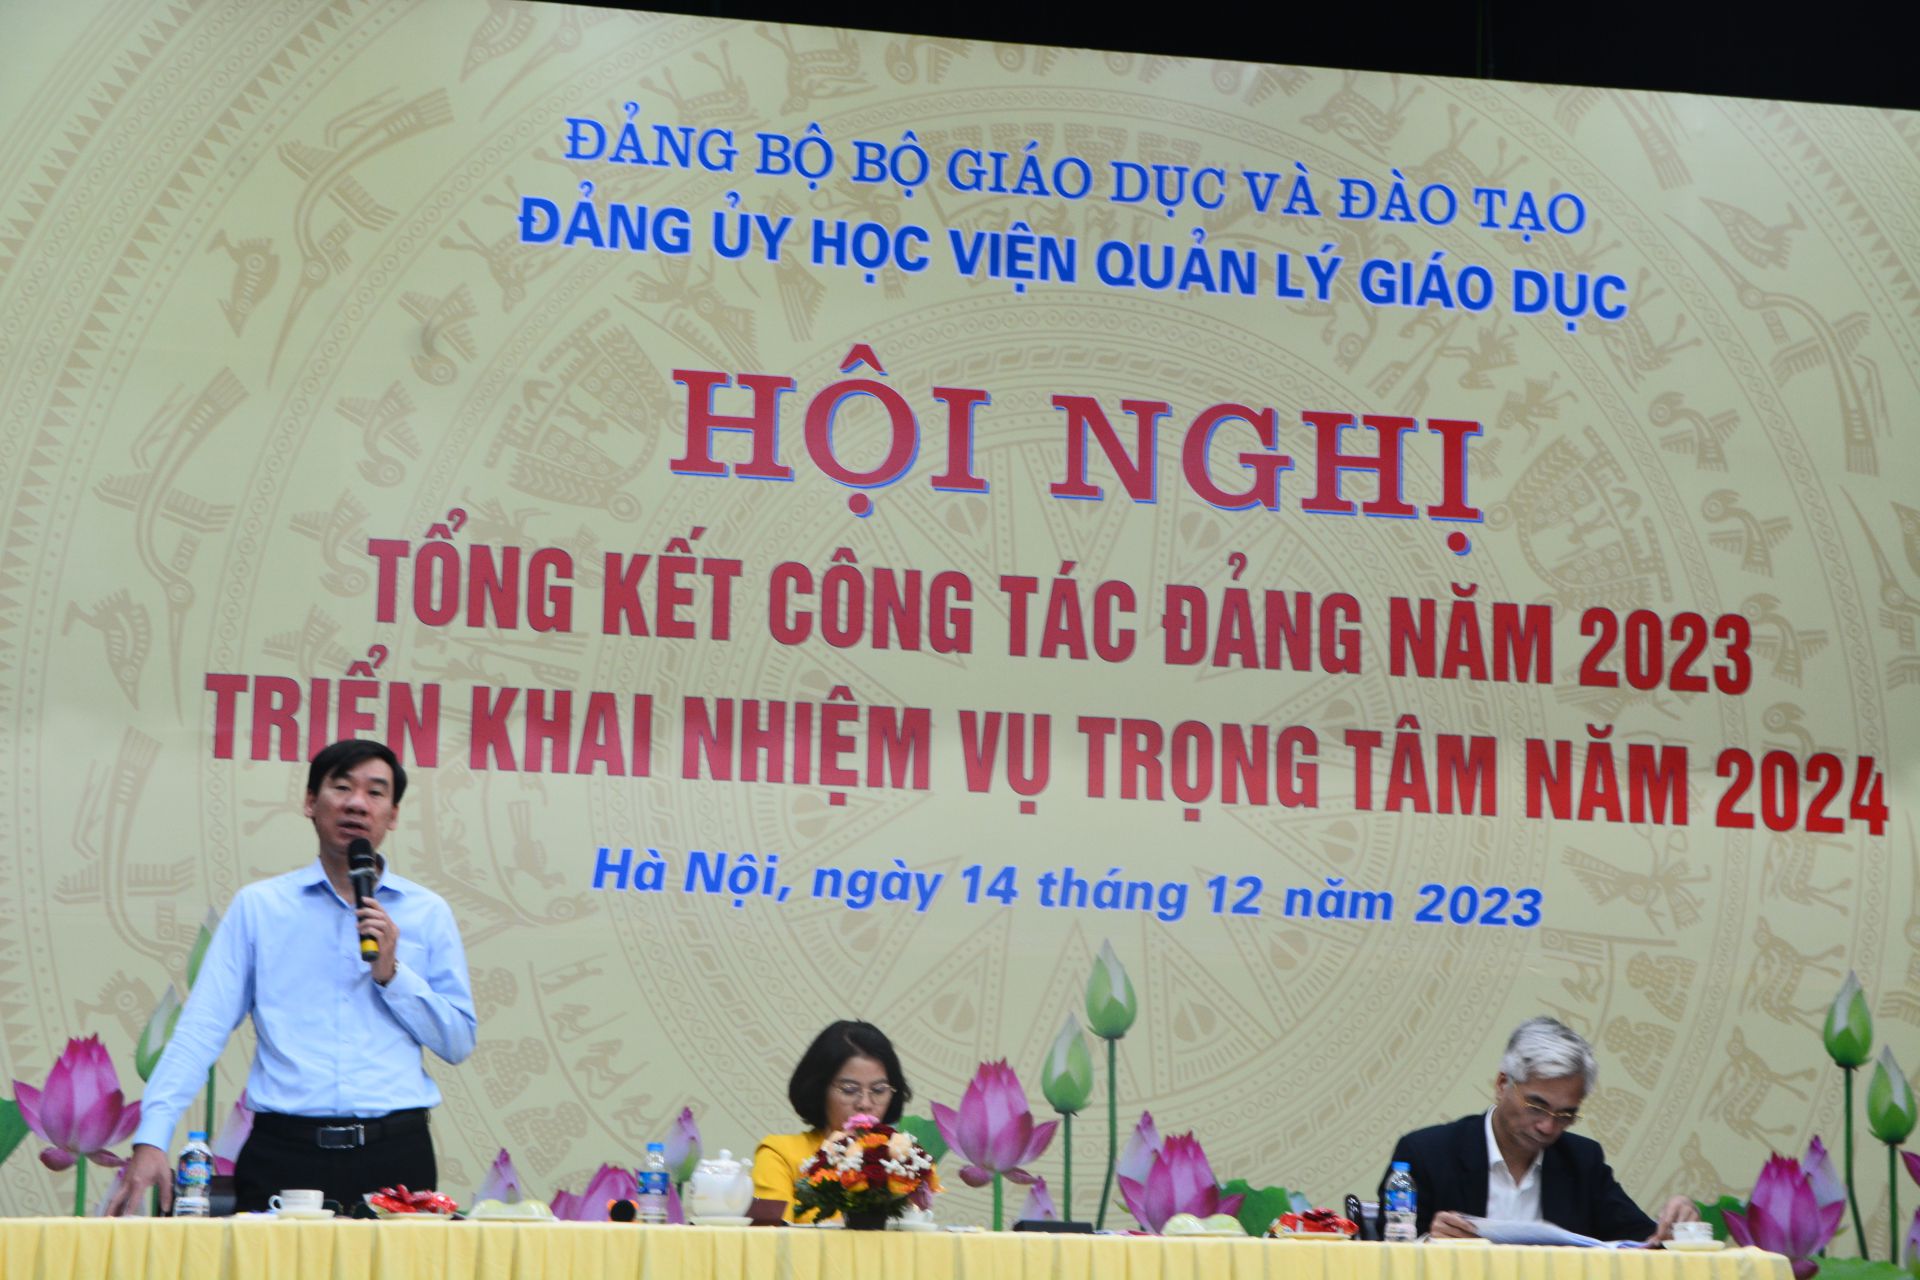 ĐẢNG BỘ BỘ GIÁO DỤC VÀ ĐÀO TẠO
ĐẢNG ỦY HỌC VIỆN QUẢN LÝ GIÁO DỤC
HỘI NGHỊ
TỔNG KẾT CÔNG TÁC ĐẢNG NĂM 2023
TRIỂN KHAI NHIỆM VỤ TRỌNG TÂM NĂM 2024
Hà Nội, ngày 14 tháng 12 năm 2023